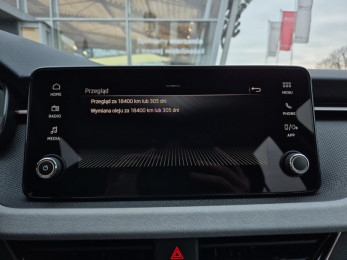 Przegląd
Przegląd za 18400 km lub 305 dni
Wymiana oleju za 18400 km lub 305 dni
HOME
RADIO
MEDIA
MENU
PHONE
APP